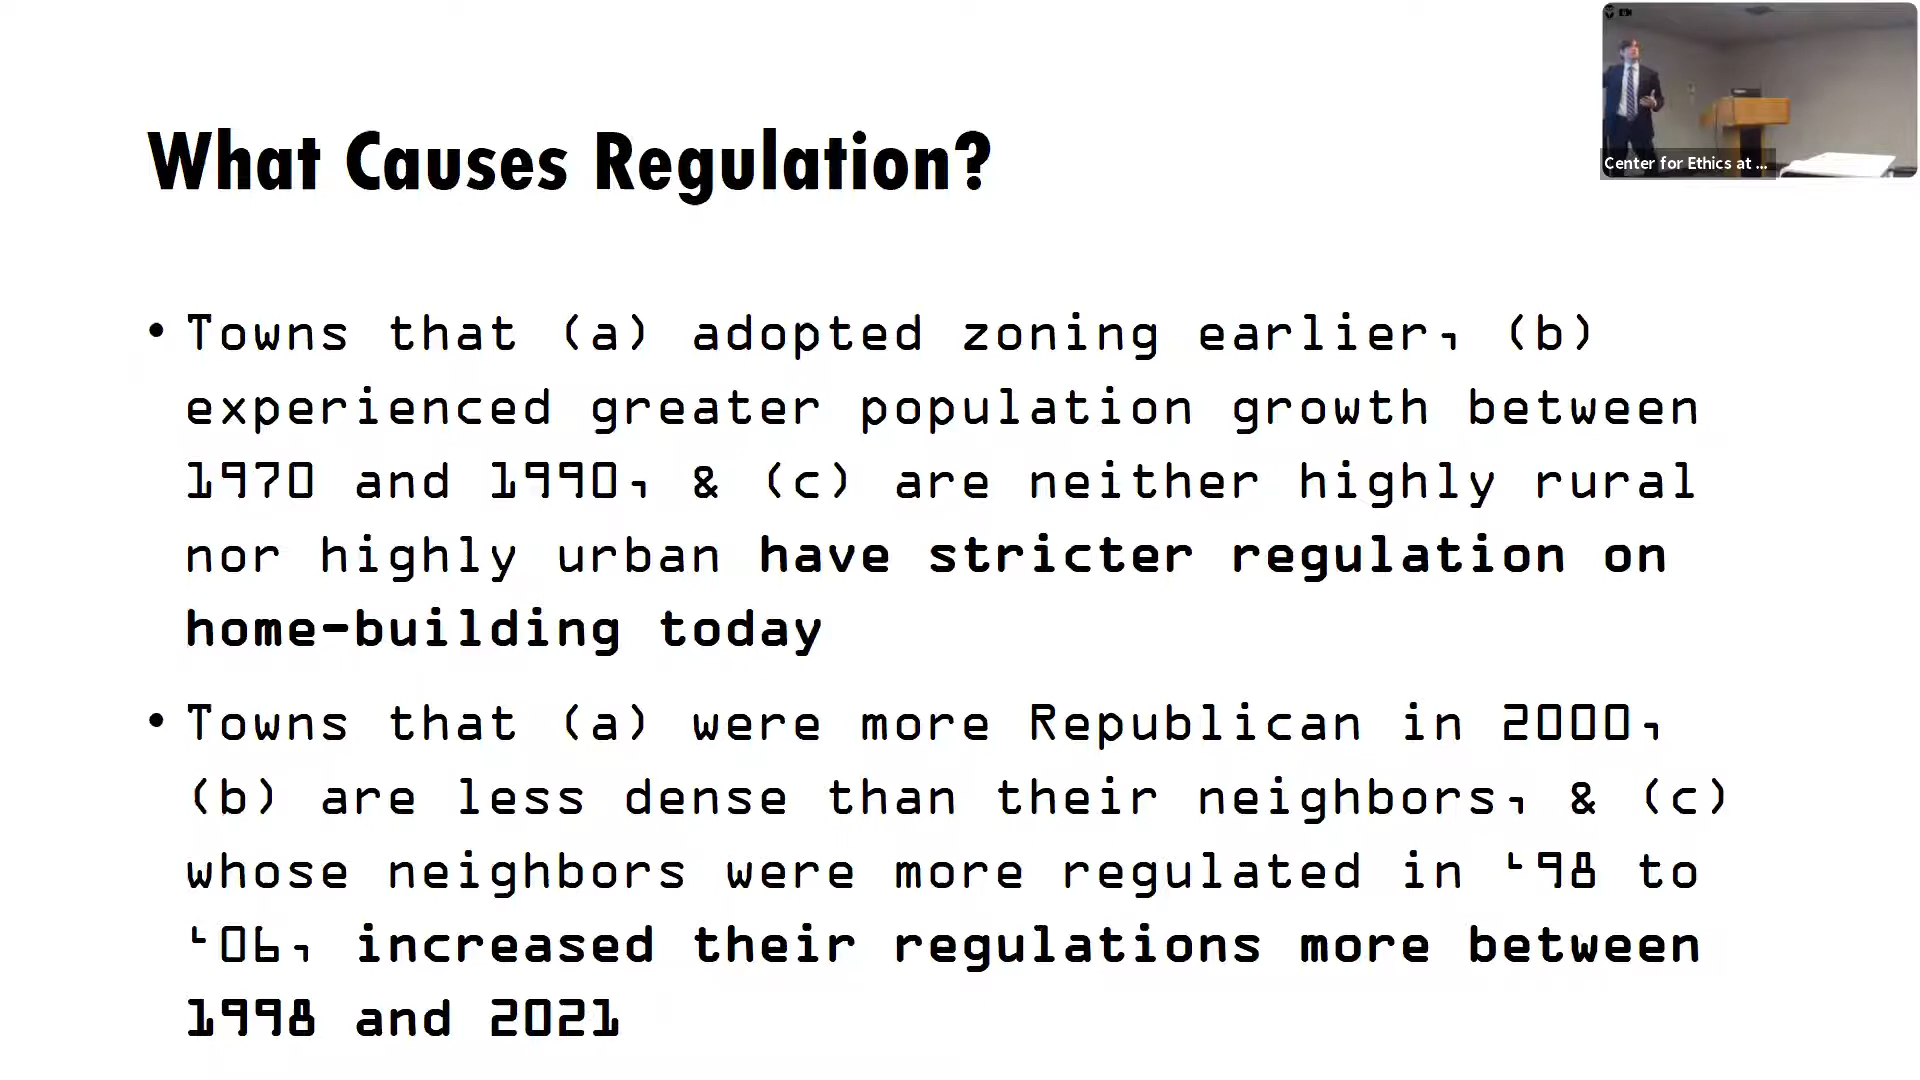 Center for Ethics at ...
What Causes Regulation?
• Towns that (a) adopted zoning earlier, (b)
experienced greater population growth between
1970 and 1990, & (c) are neither highly rural
nor highly urban have stricter regulation on
home-building today
• Towns that (a) were more Republican in 2000,
(b) are less dense than their neighbors, & (c)
whose neighbors were more regulated in ‘98 to
‘06, increased their regulations more between
1998 and 2021